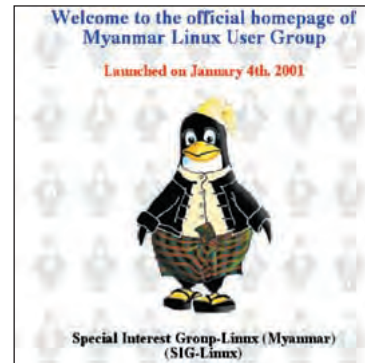 Welcome to the official homepage of
Myanmar Linux User Group
Launched on January 4th, 2001
Special Interest Group-Linux (Myanmar)
(SIG-Linux)